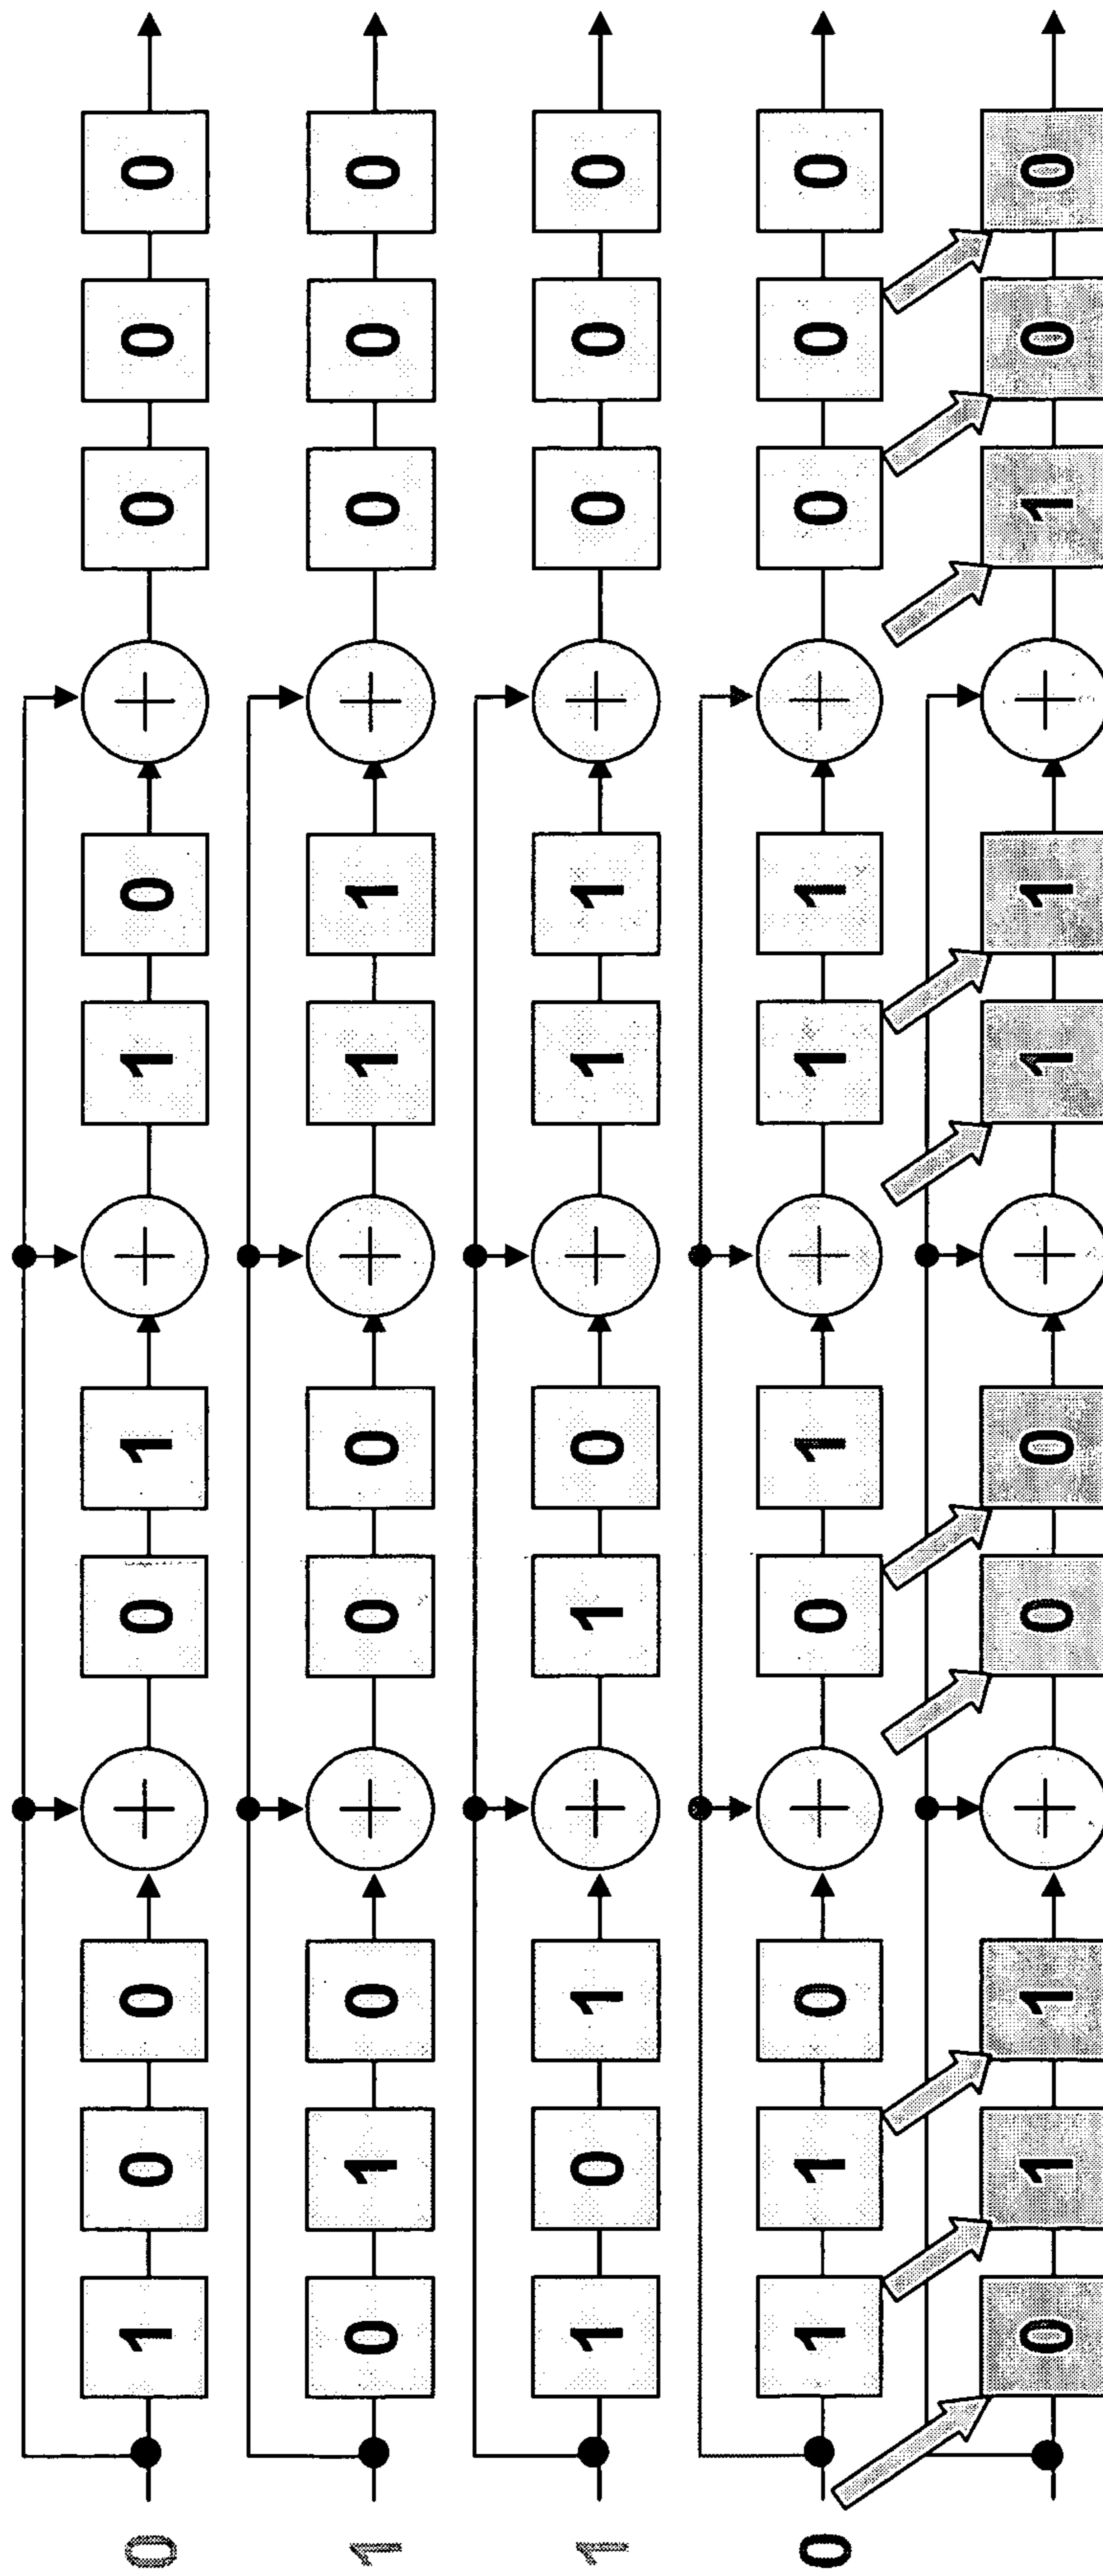 0 1 0 0 + 0 1 + 1 0 + 0 0 0
1 0 1 0 + 0 0 + 1 1 + 0 0 0
1 1 0 1 + 1 0 + 1 1 + 0 0 0
0 1 1 0 + 0 1 + 1 1 + 0 0 0
0 1 1 + 0 0 + 1 1 + 1 0 0